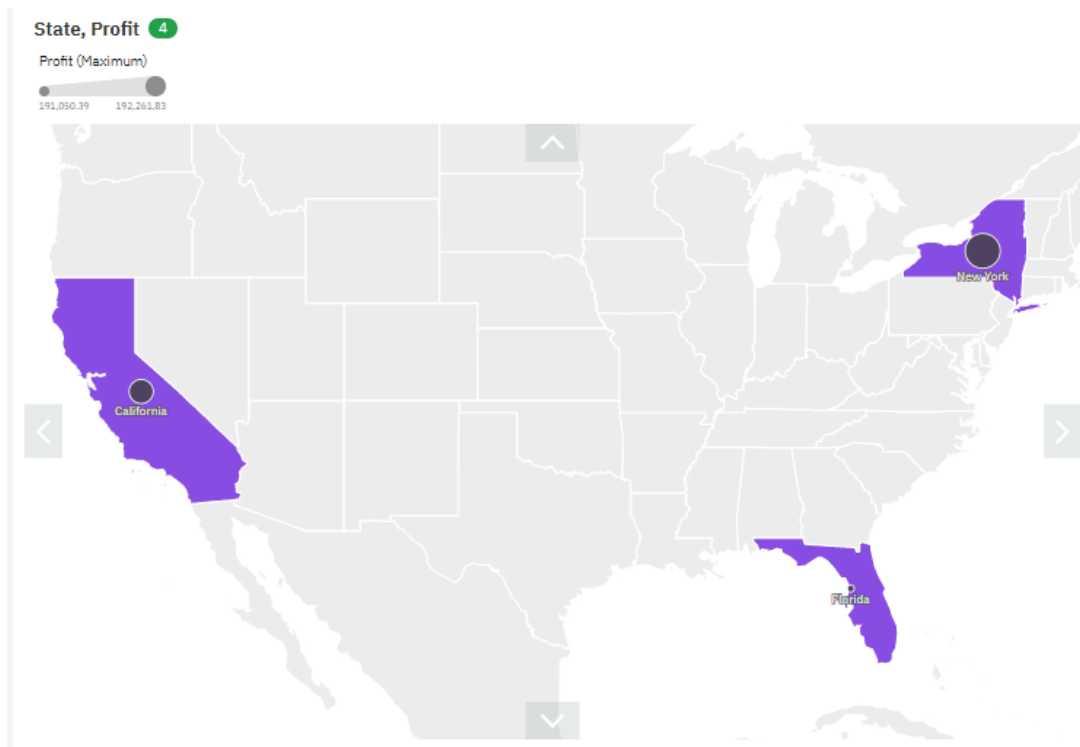 State, Profit 4
Profit (Maximum)
191,050.39 192,261.83
New York
California
Florida